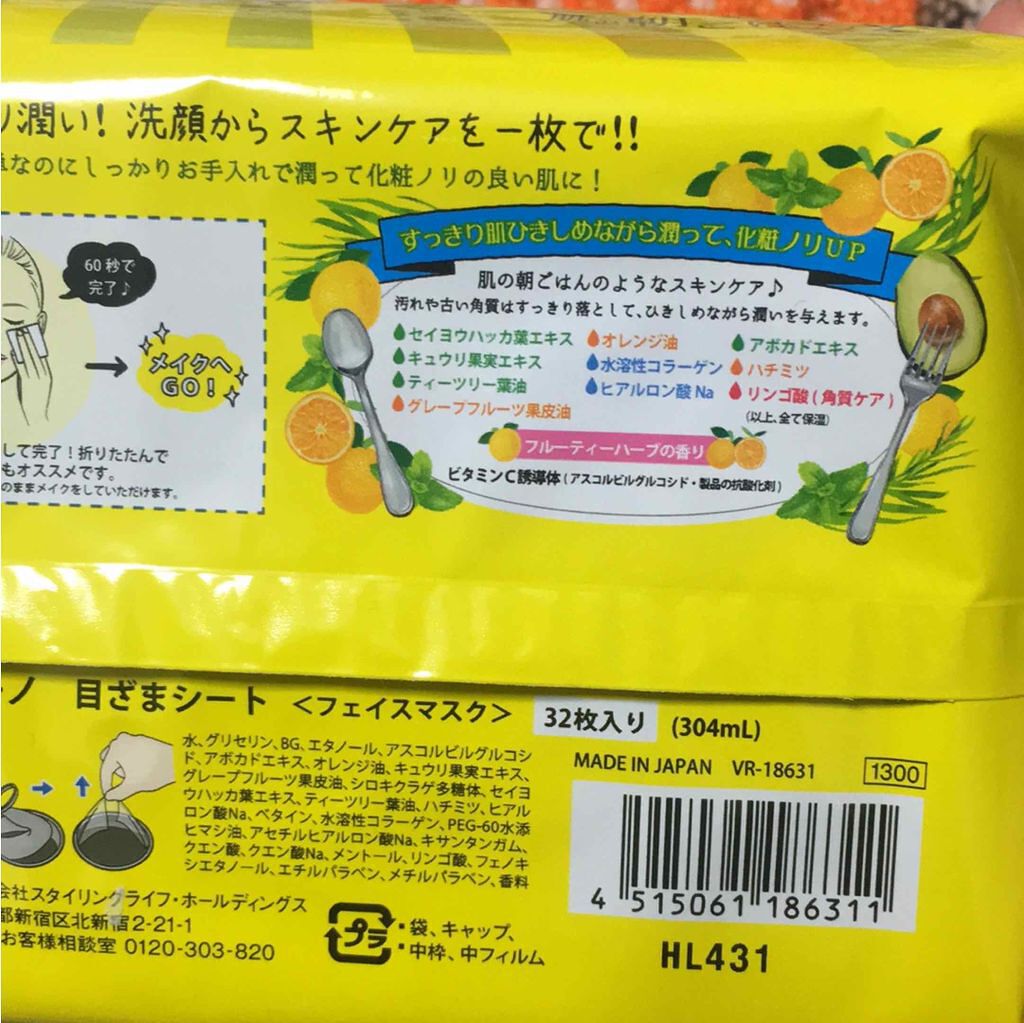 り潤い! 洗顔からスキンケアを一枚で!!
なのにしっかりお手入れで潤って化粧ノリの良い肌に!
60秒で
完了♪
メイクへ
GO!
して完了!折りたたんで
もオススメです。
のままメイクをしていただけます。
すっきり肌ひきしめながら潤って、化粧ノリUP
肌の朝ごはんのようなスキンケア♪
汚れや古い角質はすっきり落として、ひきしめながら潤いを与えます。
セイヨウハッカ葉エキス オレンジ油 アボカドエキス
キュウリ果実エキス 水溶性コラーゲン ハチミツ
ティーツリー葉油 ヒアルロン酸Na リンゴ酸(角質ケア)
グレープフルーツ果皮油 (以上、全て保湿)
フルーティーハーブの香り
ビタミンC誘導体(アスコルビルグルコシド・製品の抗酸化剤)
ーノ 目ざまシート <フェイスマスク> 32枚入り (304mL)
水、グリセリン、BG、エタノール、アスコルビルグルコシ
ド、アボカドエキス、オレンジ油、キュウリ果実エキス、
グレープフルーツ果皮油、シロキクラゲ多糖体、セイヨ
ウハッカ葉エキス、ティーツリー葉油、ハチミツ、ヒアル
ロン酸Na、ベタイン、水溶性コラーゲン、PEG-60水添
ヒマシ油、アセチルヒアルロン酸Na、キサンタンガム、
クエン酸、クエン酸Na、メントール、リンゴ酸、フェノキ
シエタノール、エチルパラベン、メチルパラベン、香料
会社スタイリングライフ・ホールディングス
都新宿区北新宿2-21-1
お客様相談室 0120-303-820
プラ
・袋、キャップ、
・中枠、中フィルム
MADE IN JAPAN VR-18631 1300
4 515061 186311
HL431